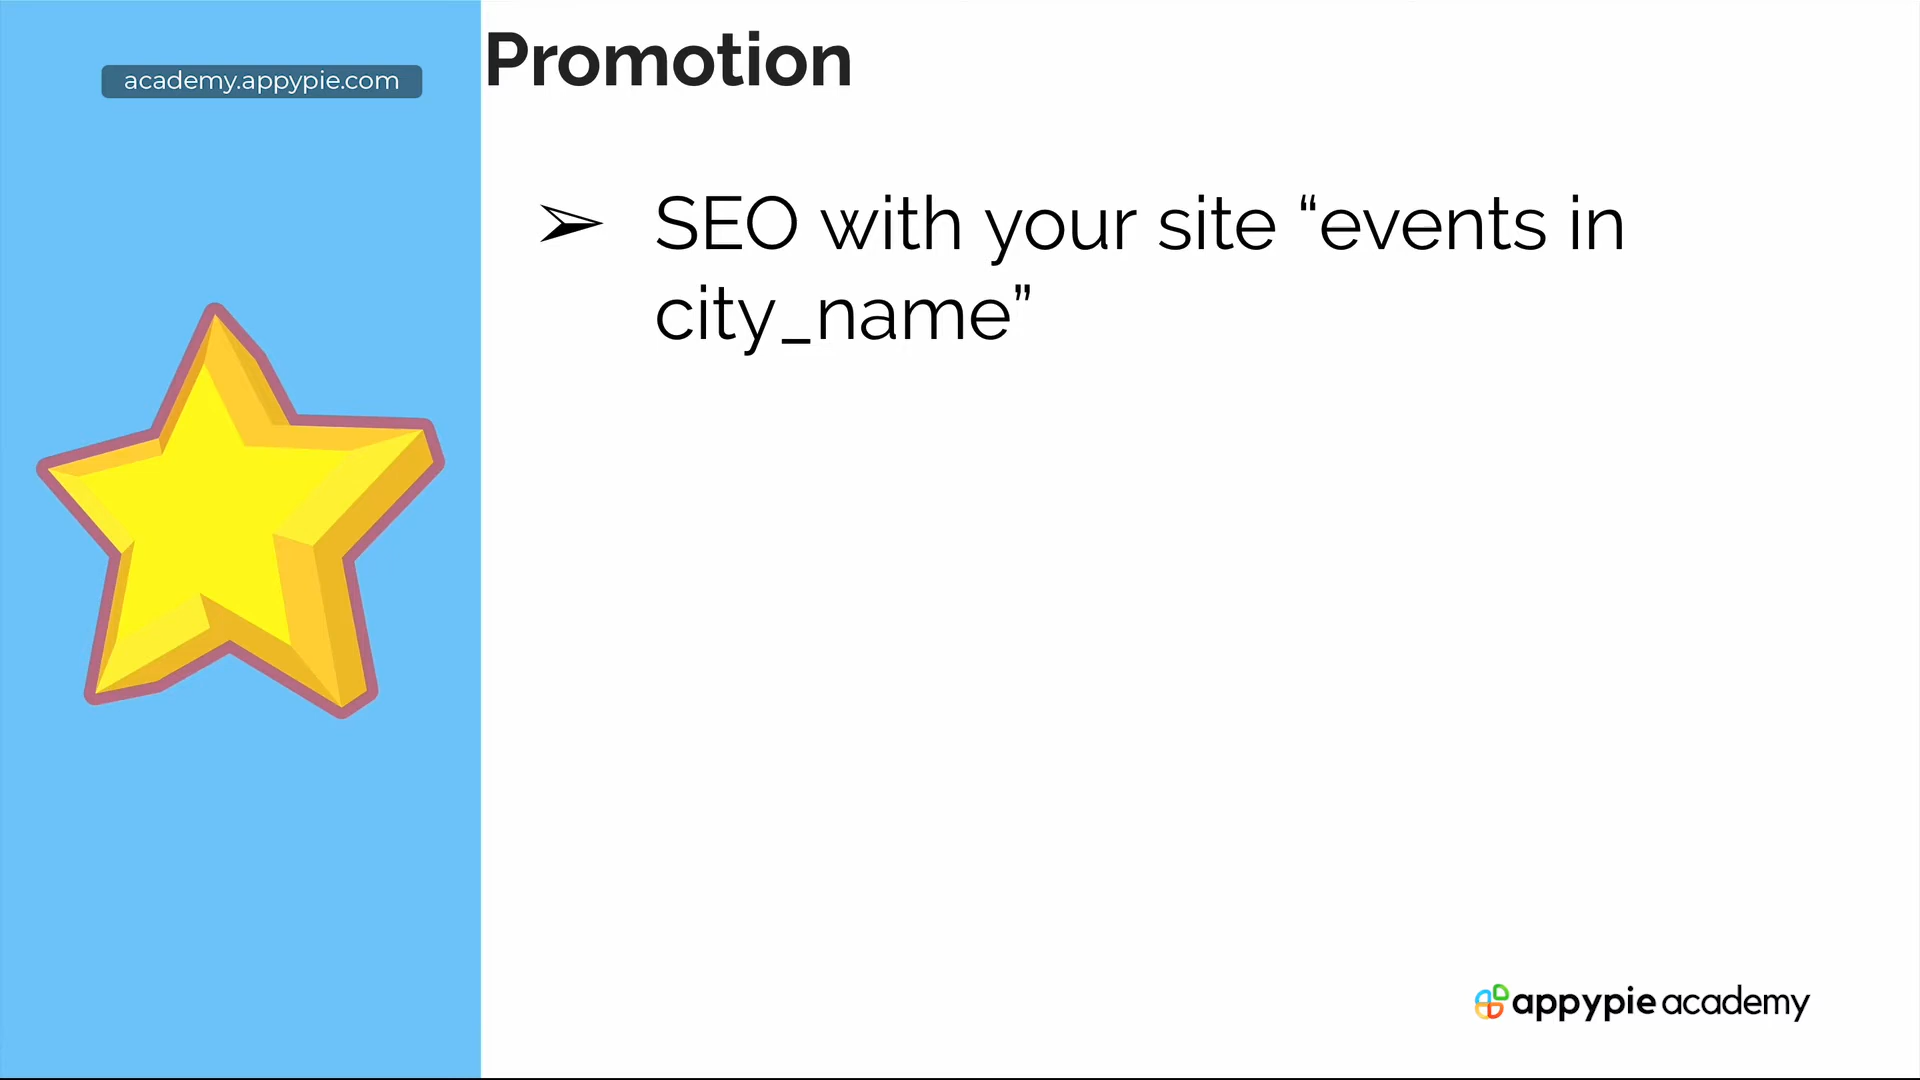 academy.appypie.com
Promotion
➢ SEO with your site “events in
city_name”
appypie academy